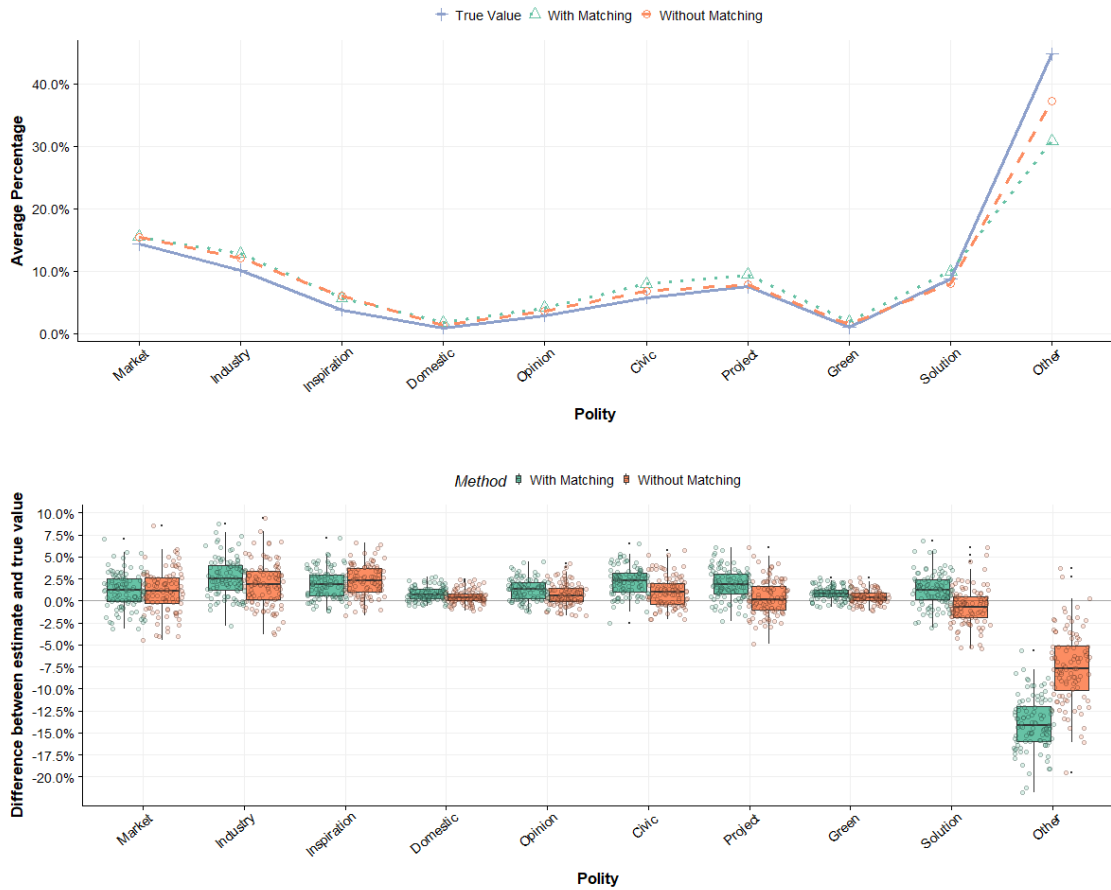 True Value With Matching Without Matching
Average Percentage
40.0%
30.0%
20.0%
10.0%
0.0%
Market Industry Inspiration Domestic Opinion Civic Project Green Solution Other
Polity
Method With Matching Without Matching
Difference between estimate and true value
10.0%
7.5%
5.0%
2.5%
0.0%
-2.5%
-5.0%
-7.5%
-10.0%
-12.5%
-15.0%
-17.5%
-20.0%
Market Industry Inspiration Domestic Opinion Civic Project Green Solution Other
Polity